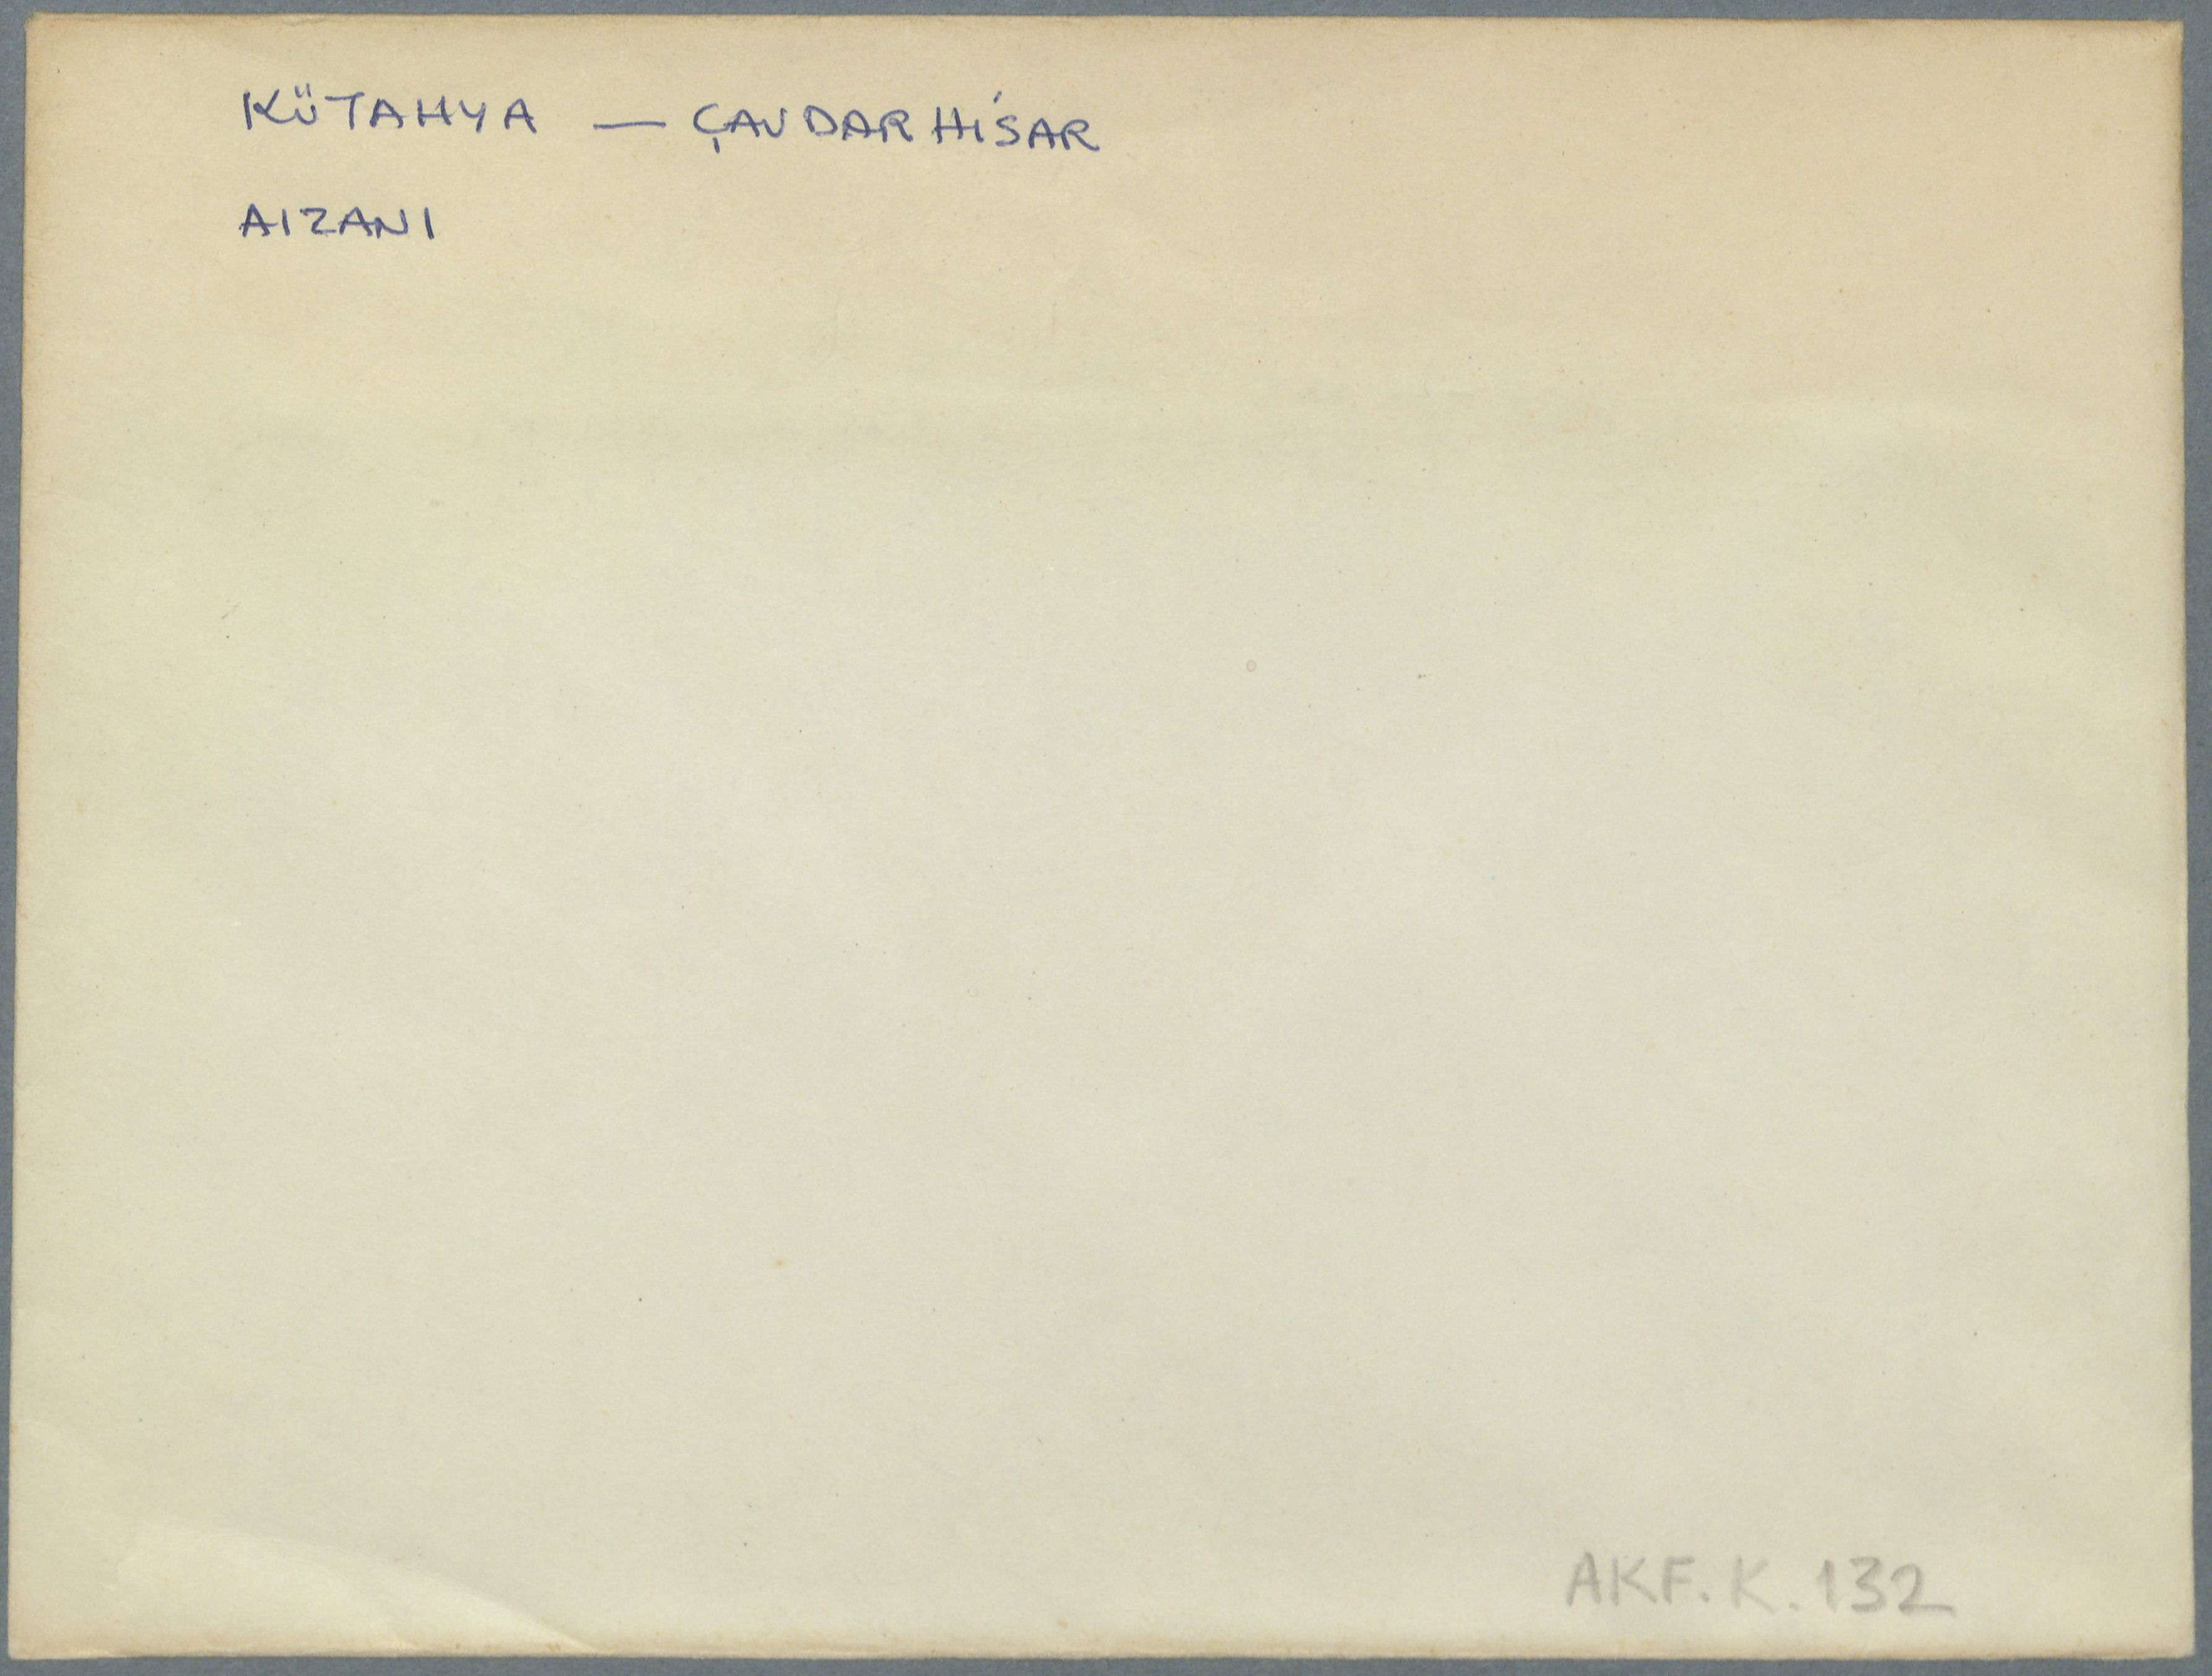 KÜTAHYA — ÇAVDARHİSAR
AIZANI
AKF. K. 132